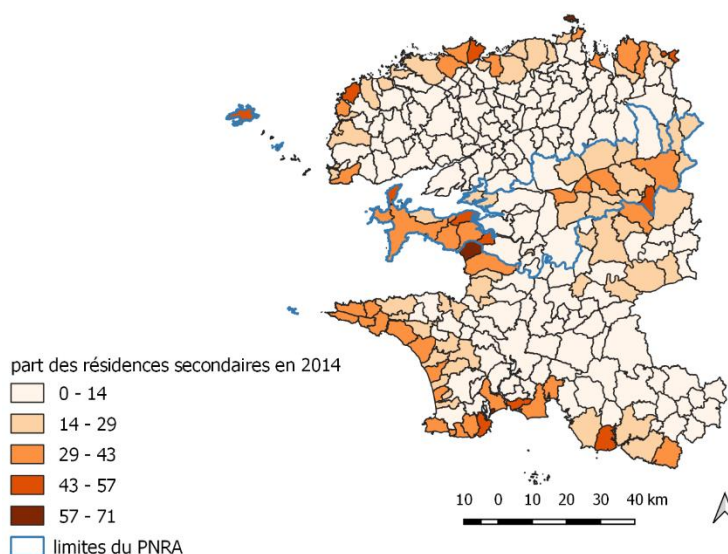 part des résidences secondaires en 2014
0 - 14
14 - 29
29 - 43
43 - 57
57 - 71
limites du PNRA
10 0 10 20 30 40 km